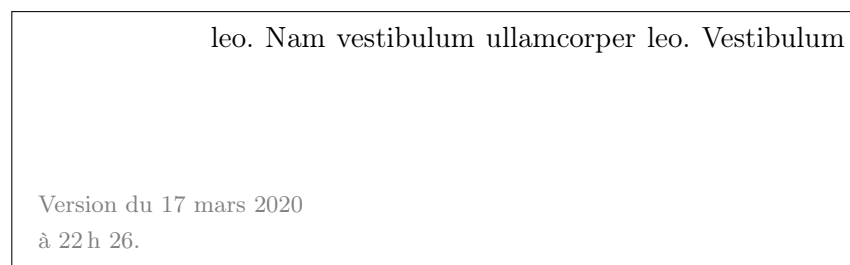 leo. Nam vestibulum ullamcorper leo. Vestibulum
Version du 17 mars 2020
à 22 h 26.